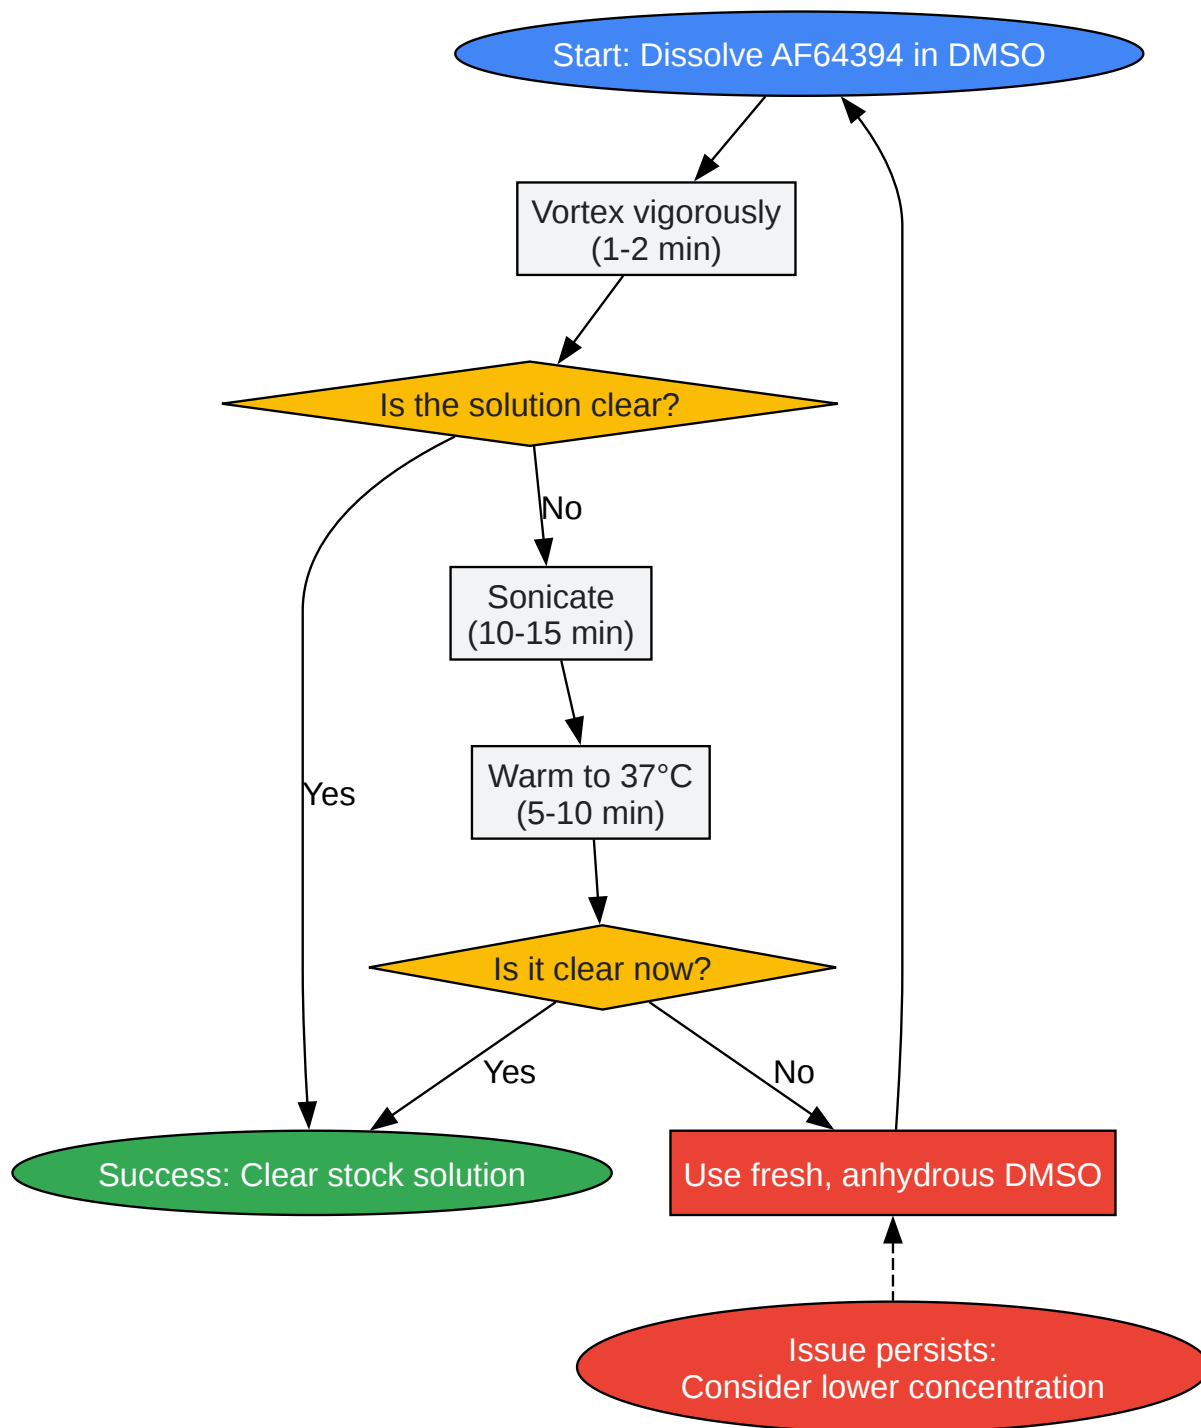 Start: Dissolve AF64394 in DMSO
Vortex vigorously
(1-2 min)
Is the solution clear?
No
Sonicate
(10-15 min)
Warm to 37°C
(5-10 min)
Yes
Is it clear now?
Yes
No
Success: Clear stock solution
Use fresh, anhydrous DMSO
Issue persists:
Consider lower concentration